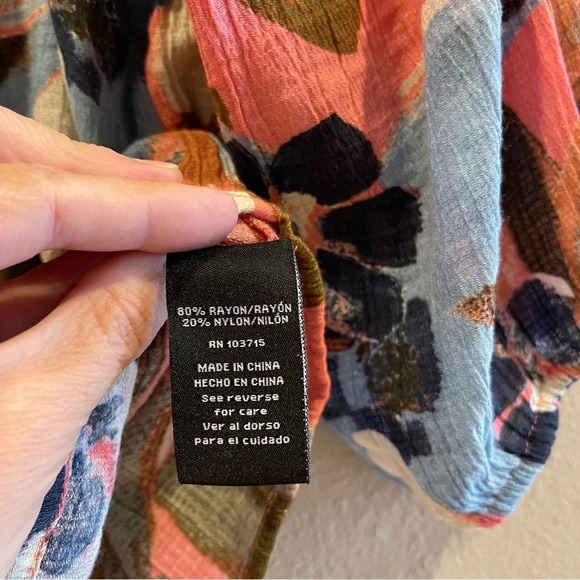 80% RAYON/RAYÓN
20% NYLON/NILÓN
RN 103715
MADE IN CHINA
HECHO EN CHINA
See reverse
for care
Ver al dorso
Para el cuidado